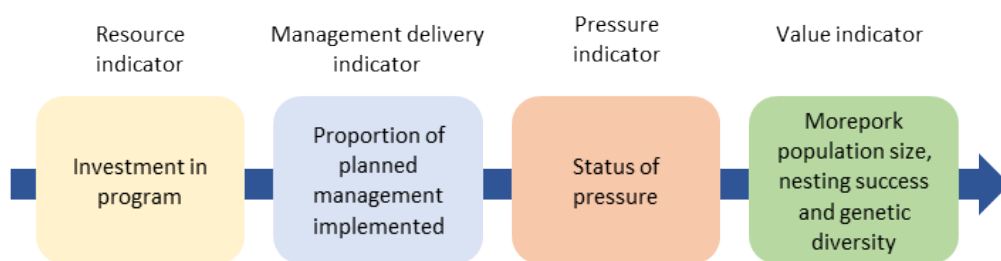 Resource
indicator
Management delivery
indicator
Pressure
indicator
Value indicator
Investment in
program
Proportion of
planned
management
implemented
Status of
pressure
Morepork
population size,
nesting success
and genetic
diversity